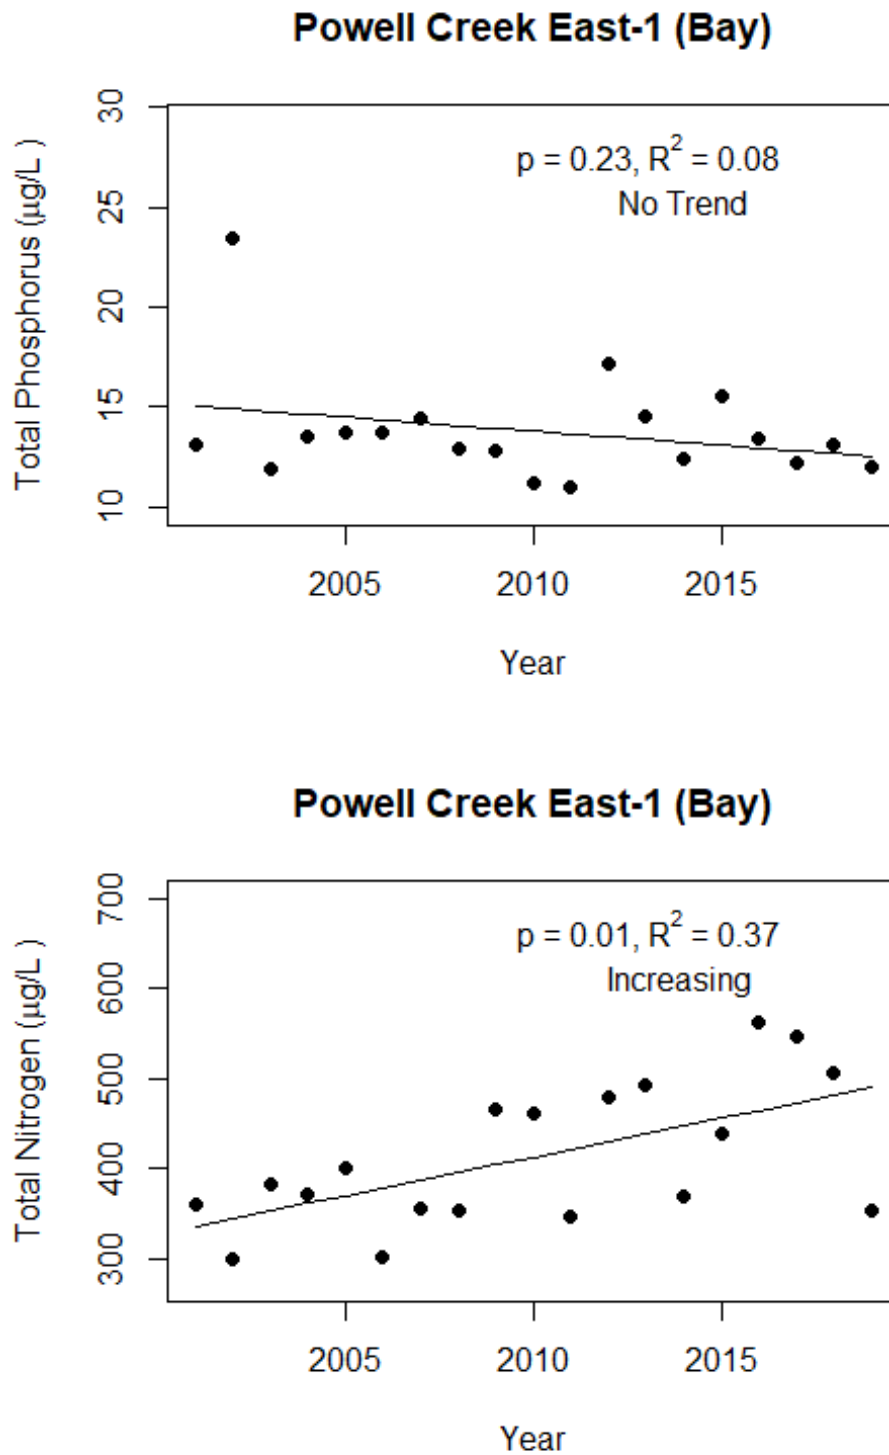 Powell Creek East-1 (Bay)
Total Phosphorus (µg/L )
30
25
20
15
10
p = 0.23, R² = 0.08
No Trend
2005 2010 2015
Year
Powell Creek East-1 (Bay)
Total Nitrogen (µg/L )
700
600
500
400
300
p = 0.01, R² = 0.37
Increasing
2005 2010 2015
Year